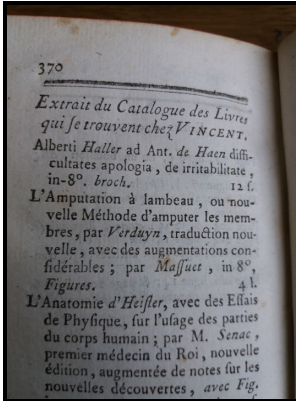 370
Extrait du Catalogue des Livres
qui ſe trouvent chez VINCENT.
Alberti Haller ad Ant. de Haen diffi-
cultates apologia, de irritabilitate,
in-8°. broch. 12 ſ.
L'Amputation à lambeau, ou nou-
velle Méthode d'amputer les mem-
bres, par Verduyn, traduction nou-
velle, avec des augmentations con-
ſidérables; par Maſſuet, in 8°,
Figures. 4 l.
L'Anatomie d'Heiſter, avec des Eſſais
de Phyſique, ſur l'uſage des parties
du corps humain; par M. Senac,
premier médecin du Roi, nouvelle
édition, augmentée de notes ſur les
nouvelles découvertes, avec Fig.